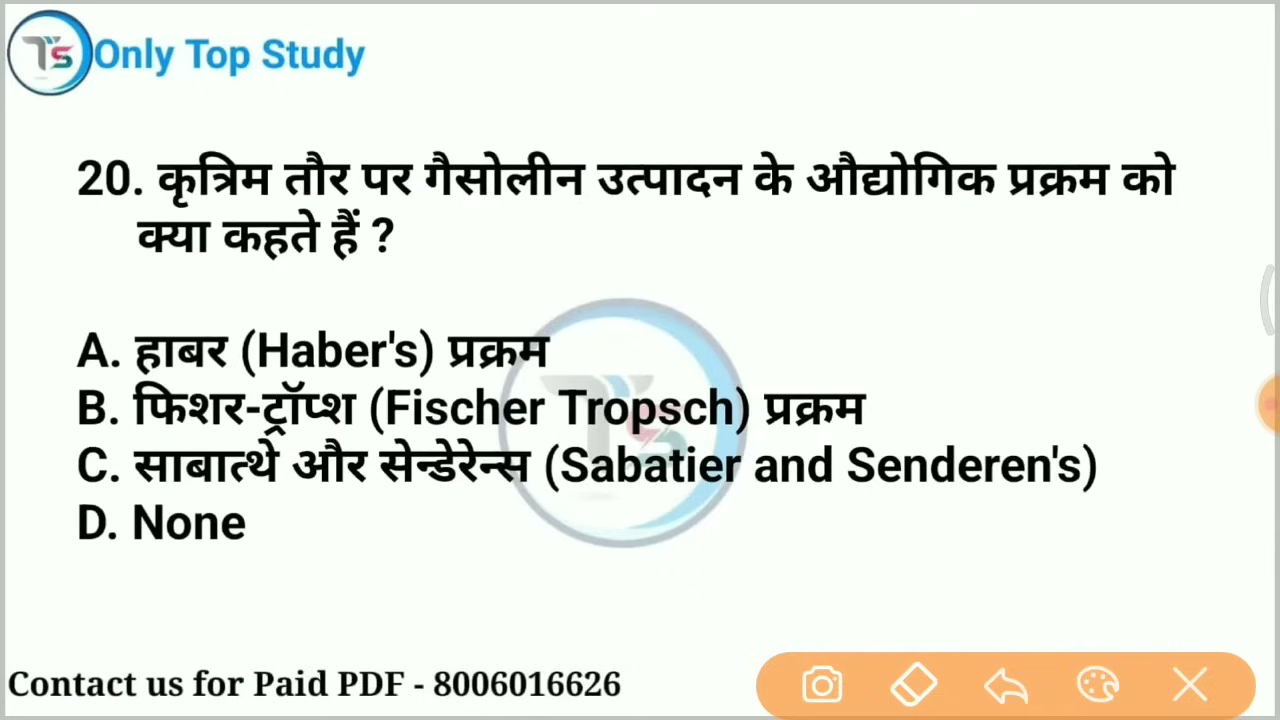 Ts Only Top Study
20. कृत्रिम तौर पर गैसोलीन उत्पादन के औद्योगिक प्रक्रम को
क्या कहते हैं ?
A. हाबर (Haber's) प्रक्रम
B. फिशर-ट्रॉप्श (Fischer Tropsch) प्रक्रम
C. साबात्थे और सेन्डेरेन्स (Sabatier and Senderen's)
D. None
Contact us for Paid PDF - 8006016626